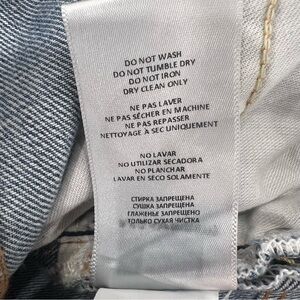 DO NOT WASH
DO NOT TUMBLE DRY
DO NOT IRON
DRY CLEAN ONLY
NE PAS LAVER
NE PAS SÉCHER EN MACHINE
NE PAS REPASSER
NETTOYAGE À SEC UNIQUEMENT
NO LAVAR
NO UTILIZAR SECADORA
NO PLANCHAR
LAVAR EN SECO SOLAMENTE
СТИРКА ЗАПРЕЩЕНА
СУШКА ЗАПРЕЩЕНА
ГЛАЖЕНЬЕ ЗАПРЕЩЕНО
ТОЛЬКО СУХАЯ ЧИСТКА